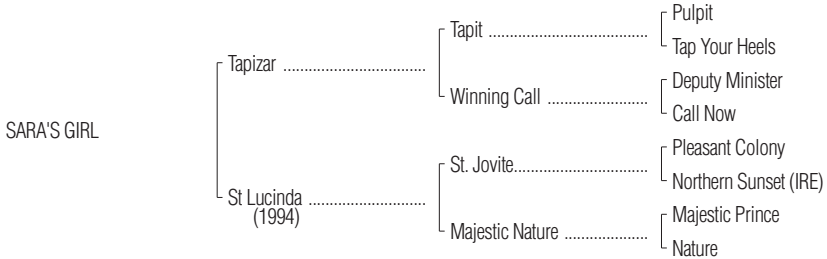 Pulpit
Tapit ....................................
Tap Your Heels
Tapizar ................................
Deputy Minister
Winning Call ......................
Call Now
SARA'S GIRL
Pleasant Colony
St. Jovite..............................
Northern Sunset (IRE)
St Lucinda ..........................
(1994)
Majestic Prince
Majestic Nature ..................
Nature